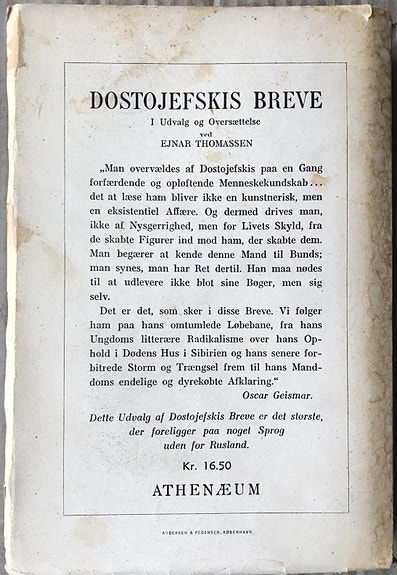 DOSTOJEFSKIS BREVE
I Udvalg og Oversættelse
ved
EJNAR THOMASSEN
„Man overvældes af Dostojefskis paa en Gang
forfærdende og opløftende Menneskekundskab...
det at læse ham bliver ikke en kunstnerisk, men
en eksistentiel Affære. Og dermed drives man,
ikke af Nysgerrighed, men for Livets Skyld, fra
de skabte Figurer ind mod ham, der skabte dem.
Man begærer at kende denne Mand til Bunds;
man synes, man har Ret dertil. Han maa nødes
til at udlevere ikke blot sine Bøger, men sig
selv.
Det er det, som sker i disse Breve. Vi følger
ham paa hans omtumlede Løbebane, fra hans
Ungdoms litterære Radikalisme over hans Op-
hold i Dødens Hus i Sibirien og hans senere for-
bitrede Storm og Trængsel frem til hans Mand-
doms endelige og dyrekøbte Afklaring.“
Oscar Geismar.
Dette Udvalg af Dostojefskis Breve er det største,
der foreligger paa noget Sprog
uden for Rusland.
Kr. 16.50
ATHENÆUM
ANDERSEN & PEDERSEN, KØBENHAVN